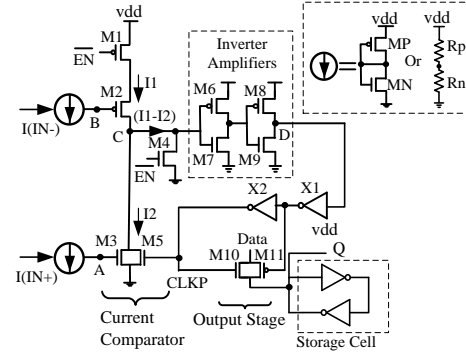 vdd
M1
EN
I1
M2
I(IN-)
B
C
(I1-I2)
M4
EN
Inverter
Amplifiers
M6
M8
M7
M9
D
MP
Or
MN
vdd
Rp
Rn
X2
X1
vdd
I2
M3
M5
I(IN+)
A
CLKP
Data
M10
M11
Q
Current
Comparator
Output Stage
Storage Cell